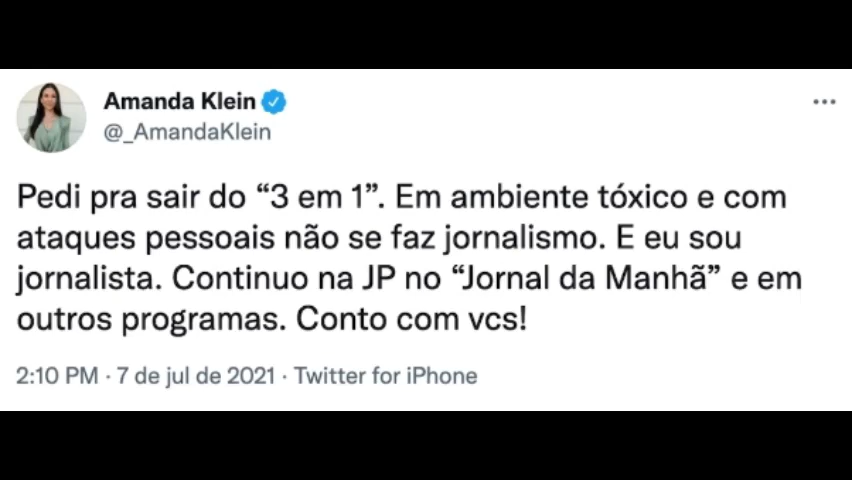 Amanda Klein
@_AmandaKlein
Pedi pra sair do “3 em 1”. Em ambiente tóxico e com
ataques pessoais não se faz jornalismo. E eu sou
jornalista. Continuo na JP no “Jornal da Manhã” e em
outros programas. Conto com vcs!
2:10 PM · 7 de jul de 2021 · Twitter for iPhone